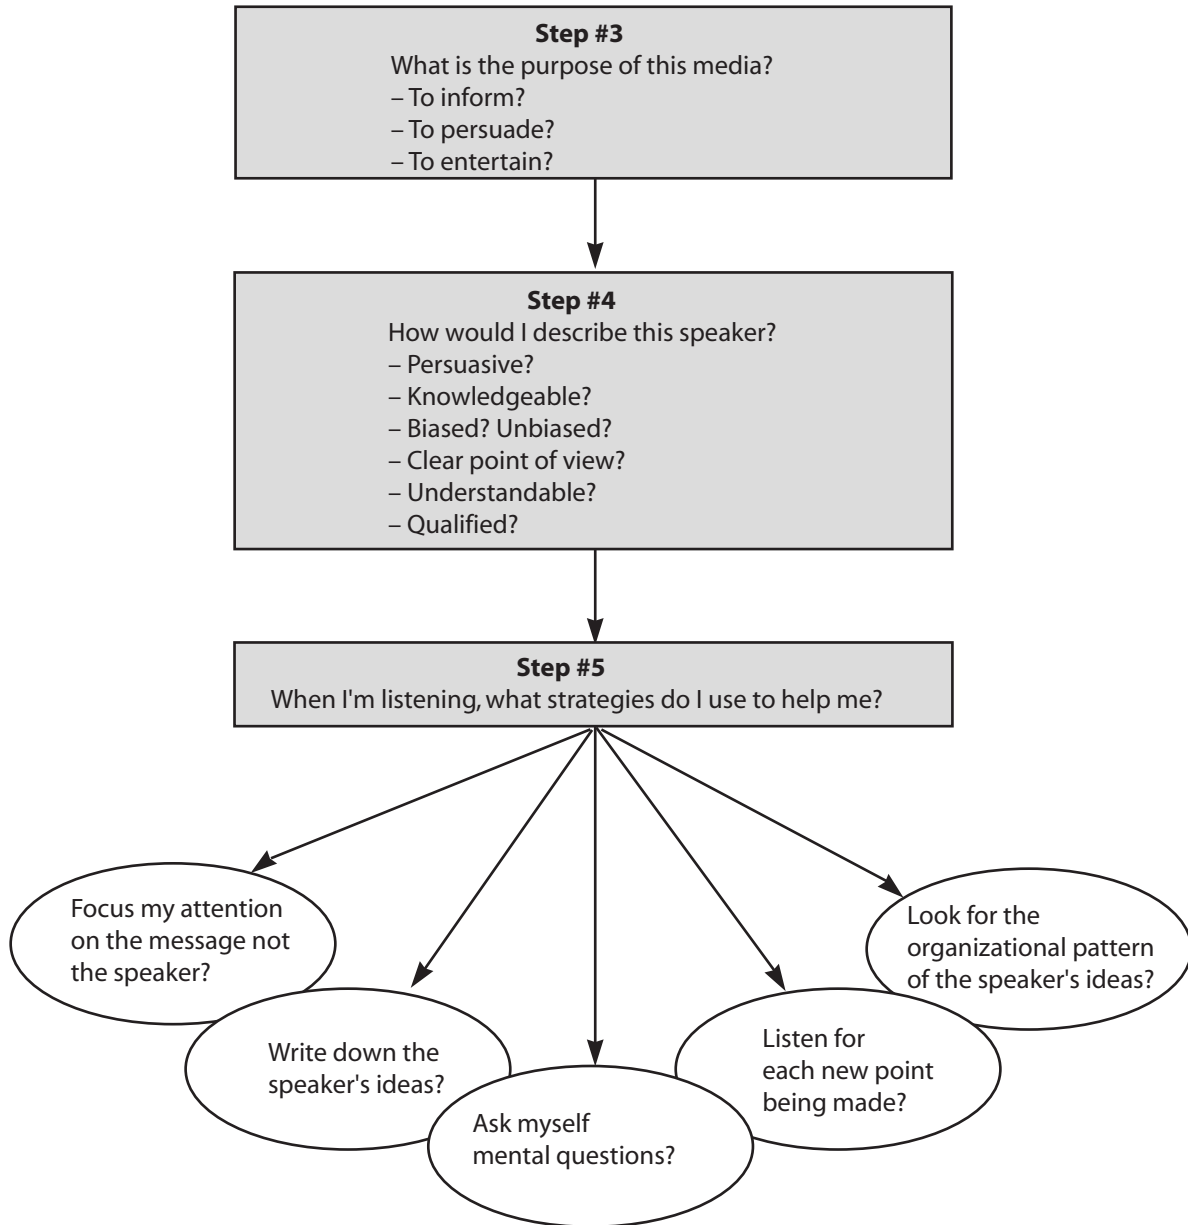 Step #3
What is the purpose of this media?
– To inform?
– To persuade?
– To entertain?
Step #4
How would I describe this speaker?
– Persuasive?
– Knowledgeable?
– Biased? Unbiased?
– Clear point of view?
– Understandable?
– Qualified?
Step #5
When I'm listening, what strategies do I use to help me?
Focus my attention
on the message not
the speaker?
Write down the
speaker's ideas?
Ask myself
mental questions?
Listen for
each new point
being made?
Look for the
organizational pattern
of the speaker's ideas?